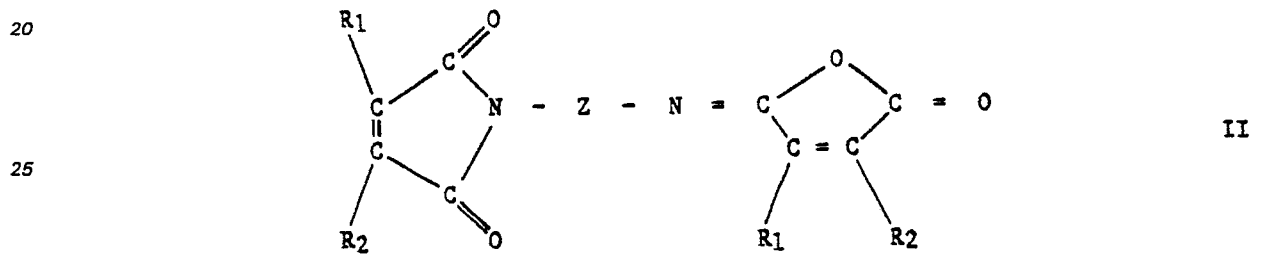 20
R1 O
C
O
C N - Z - N = C C = O
II
C C = C
25
C
R1 R2
R2 O